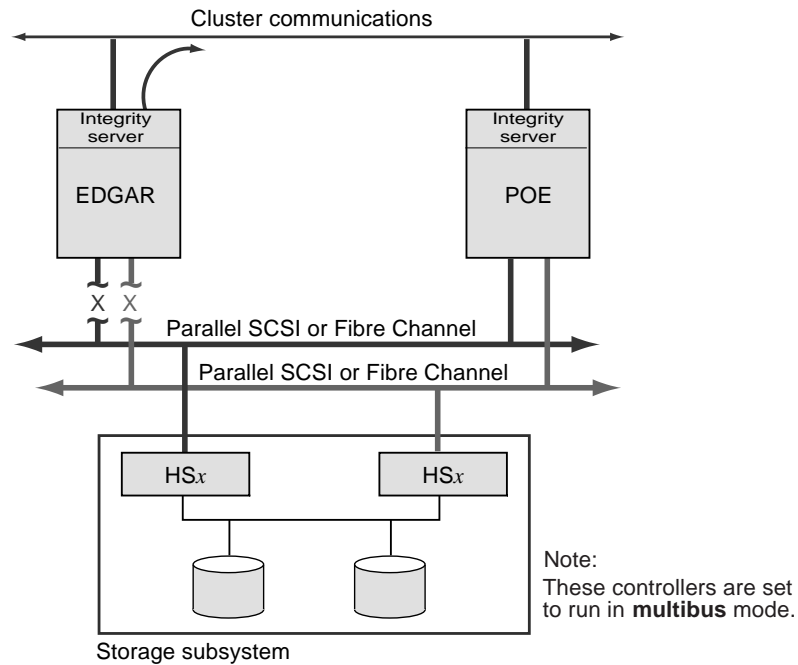 Cluster communications
Integrity
server
EDGAR
Integrity
server
POE
X X
Parallel SCSI or Fibre Channel
Parallel SCSI or Fibre Channel
HSx
HSx
Note:
These controllers are set
to run in multibus mode.
Storage subsystem